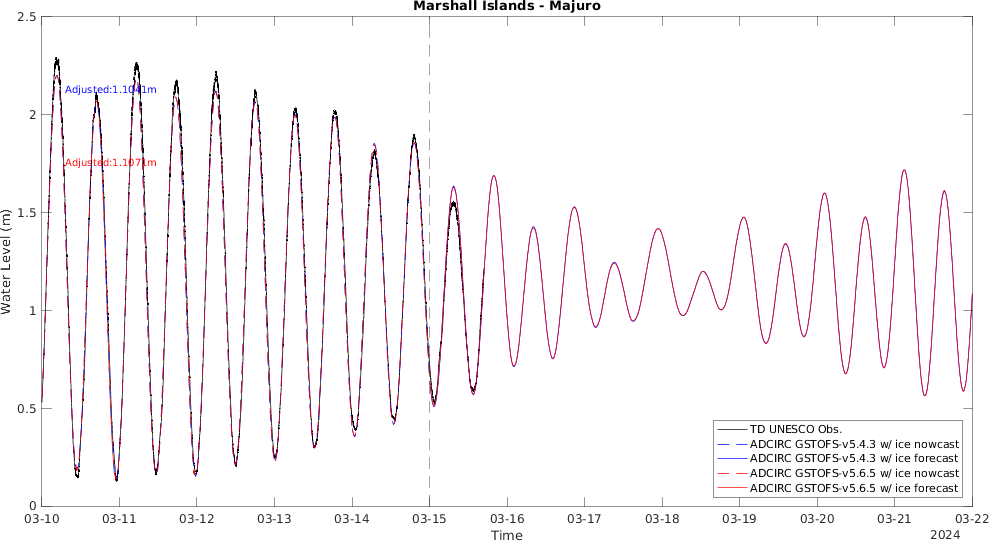 Marshall Islands - Majuro
2.5
2
1.5
1
0.5
0
Water Level (m)
Adjusted:1.1041m
Adjusted:1.1071m
TD UNESCO Obs.
ADCIRC GSTOFS-v5.4.3 w/ ice nowcast
ADCIRC GSTOFS-v5.4.3 w/ ice forecast
ADCIRC GSTOFS-v5.6.5 w/ ice nowcast
ADCIRC GSTOFS-v5.6.5 w/ ice forecast
03-10 03-11 03-12 03-13 03-14 03-15 03-16 03-17 03-18 03-19 03-20 03-21 03-22
Time
2024